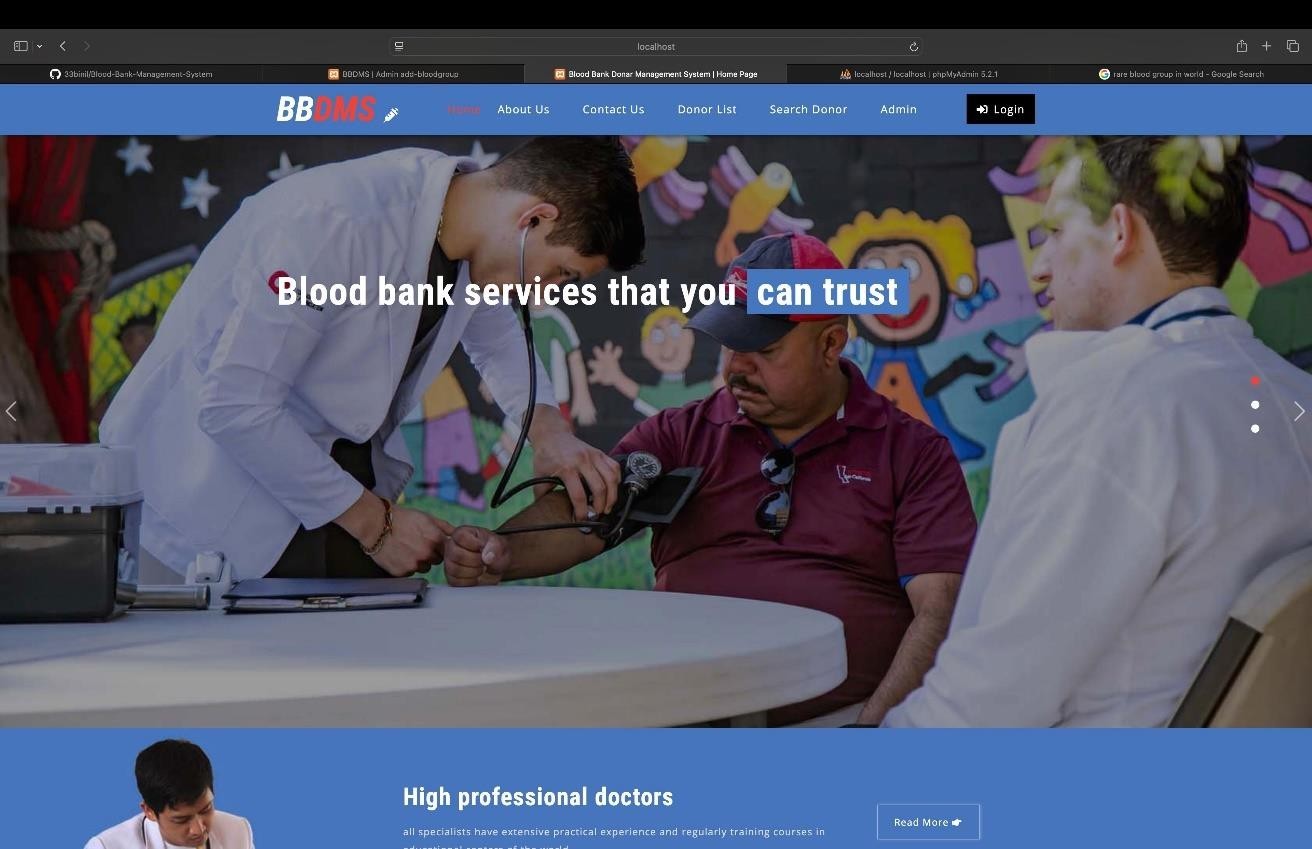 localhost
33binil/Blood-Bank-Management-System
BBDMS | Admin add-bloodgroup
Blood Bank Donar Management System | Home Page
localhost / localhost | phpMyAdmin 5.2.1
rare blood group in world - Google Search
BBDMS
Home
About Us
Contact Us
Donor List
Search Donor
Admin
Login
Blood bank services that you can trust
High professional doctors
all specialists have extensive practical experience and regularly training courses in
Read More